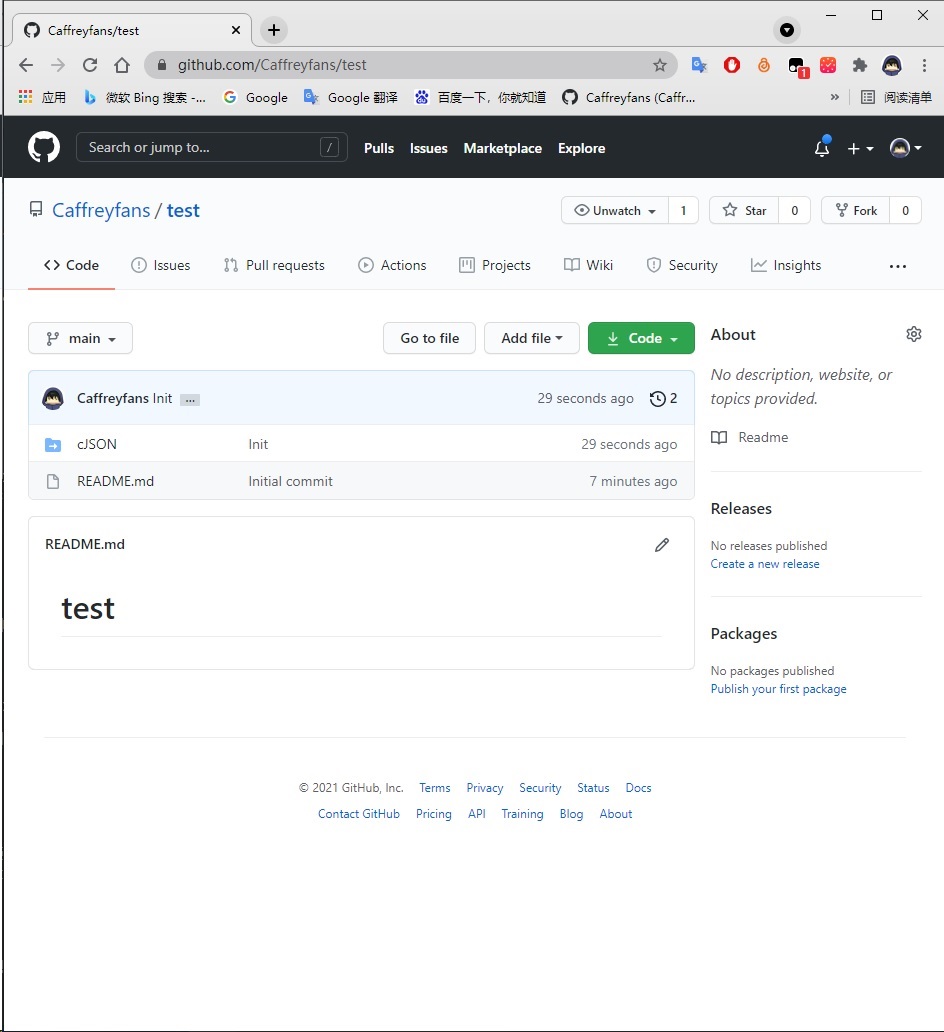 Caffreyfans/test
github.com/Caffreyfans/test
1
应用 微软 Bing 搜索 -... Google Google 翻译 百度一下，你就知道 Caffreyfans (Caffr... » 阅读清单
Search or jump to... / Pulls Issues Marketplace Explore
Caffreyfans / test Unwatch 1 Star 0 Fork 0
Code Issues Pull requests Actions Projects Wiki Security Insights ...
main Go to file Add file Code
Caffreyfans Init ... 29 seconds ago 2
cJSON Init 29 seconds ago
README.md Initial commit 7 minutes ago
README.md
test
About
No description, website, or
topics provided.
Readme
Releases
No releases published
Create a new release
Packages
No packages published
Publish your first package
© 2021 GitHub, Inc. Terms Privacy Security Status Docs
Contact GitHub Pricing API Training Blog About